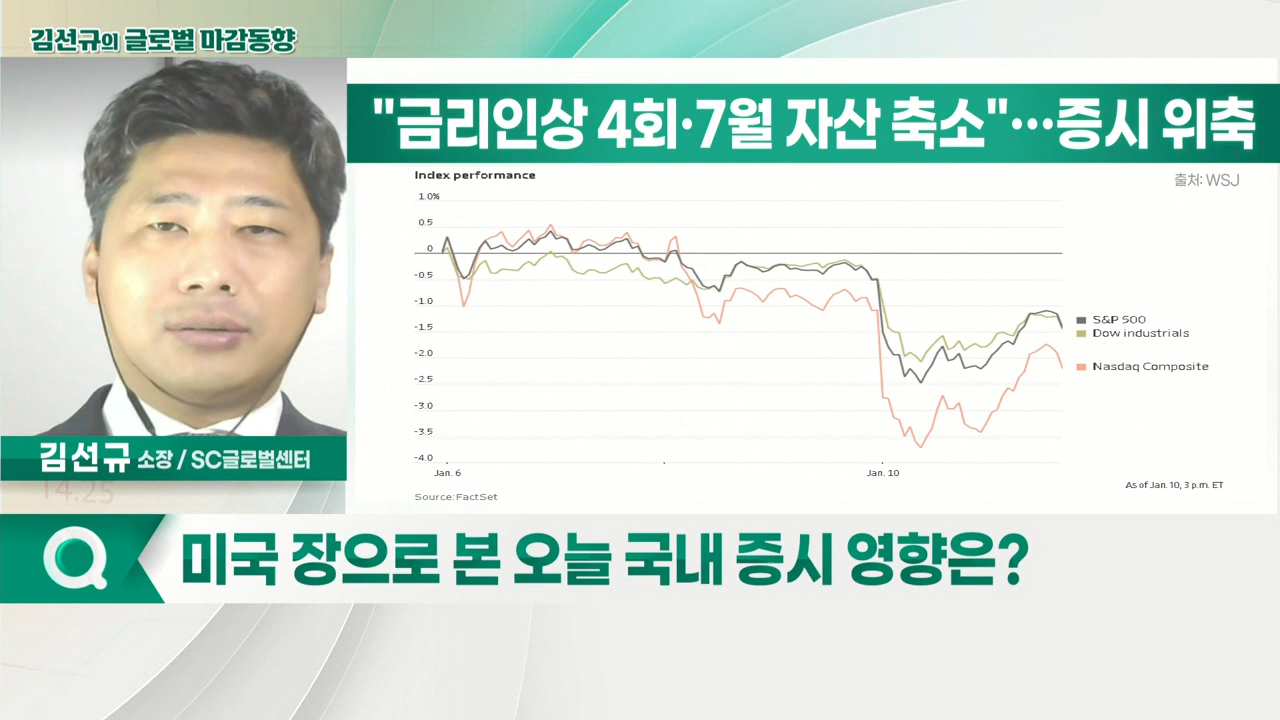 김선규의 글로벌 마감동향
"금리인상 4회·7월 자산 축소"…증시 위축
Index performance
출처: WSJ
1.0%
0.5
0
-0.5
-1.0
-1.5
-2.0
-2.5
-3.0
-3.5
-4.0
S&P 500
Dow industrials
Nasdaq Composite
Jan. 6
Jan. 10
As of Jan. 10, 3 p.m. ET
Source: FactSet
김선규 소장 / SC글로벌센터
14.25
Q
미국 장으로 본 오늘 국내 증시 영향은?